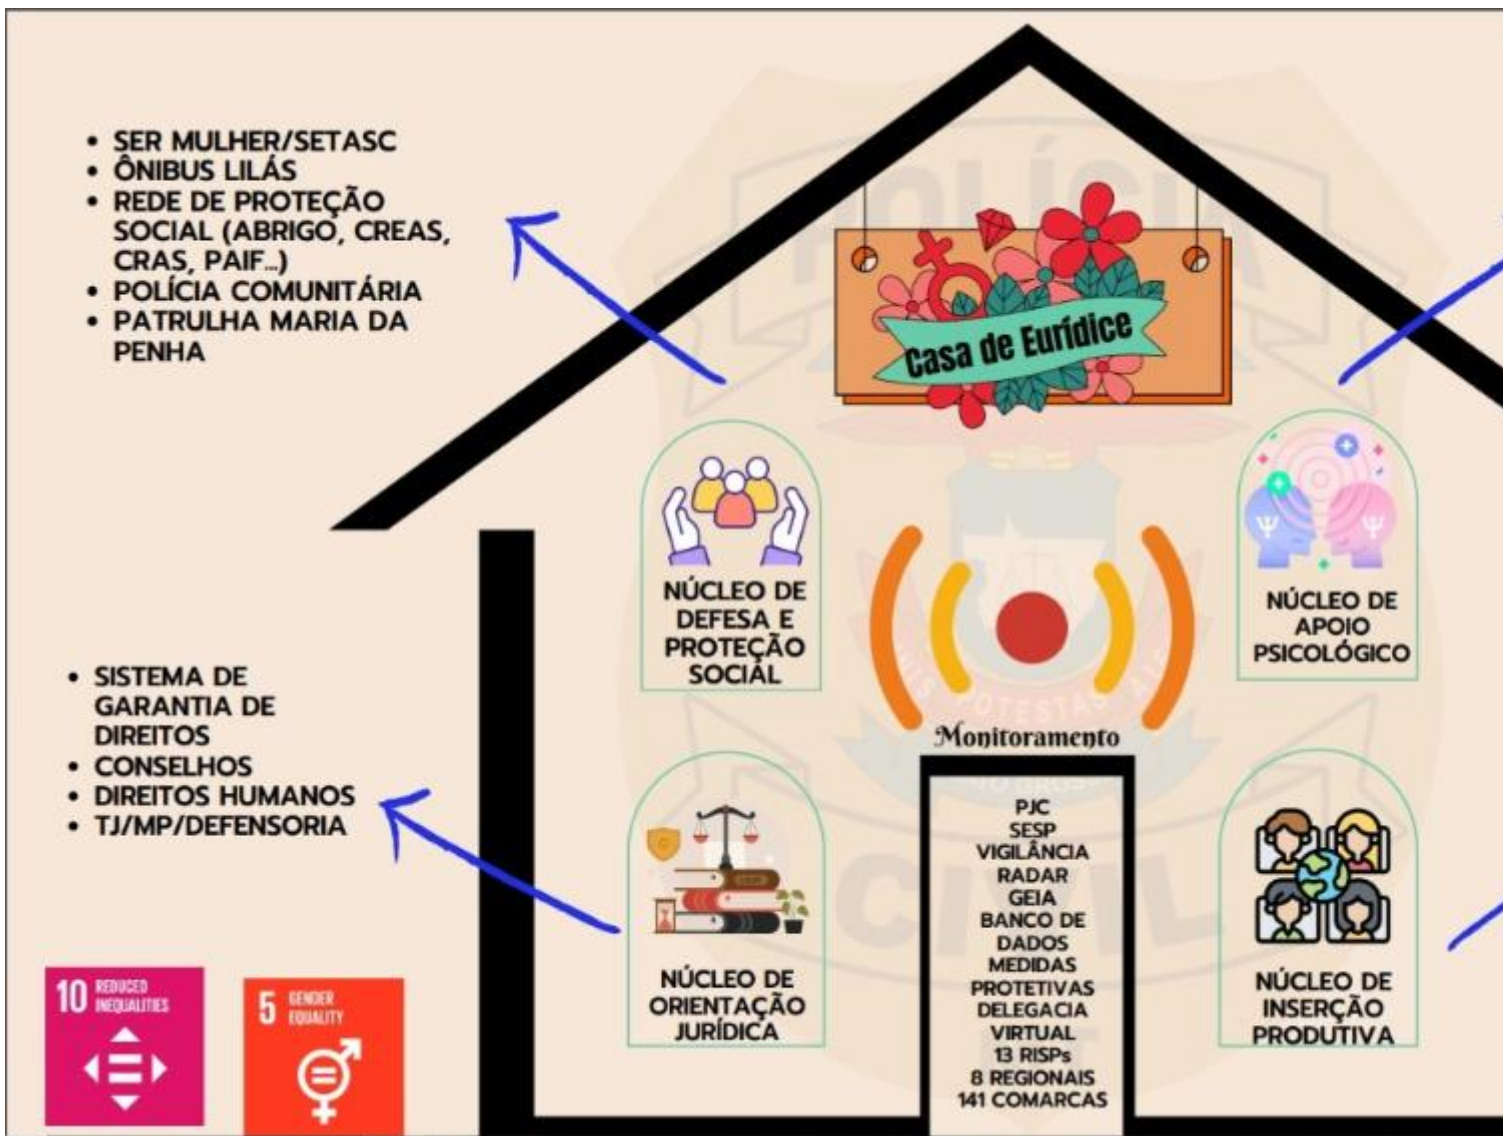 • SER MULHER/SETASC
• ÔNIBUS LILÁS
• REDE DE PROTEÇÃO
SOCIAL (ABRIGO, CREAS,
CRAS, PAIF...)
• POLÍCIA COMUNITÁRIA
• PATRULHA MARIA DA
PENHA
POLÍCIA
Casa de Eurídice
NÚCLEO DE
DEFESA E
PROTEÇÃO
SOCIAL
NÚCLEO DE
APOIO
PSICOLÓGICO
• SISTEMA DE
GARANTIA DE
DIREITOS
• CONSELHOS
• DIREITOS HUMANOS
• TJ/MP/DEFENSORIA
POTESTAS
Monitoramento
CIVIL
NÚCLEO DE
ORIENTAÇÃO
JURÍDICA
PJC
SESP
VIGILÂNCIA
RADAR
GEIA
BANCO DE
DADOS
MEDIDAS
PROTETIVAS
DELEGACIA
VIRTUAL
13 RISPs
8 REGIONAIS
141 COMARCAS
NÚCLEO DE
INSERÇÃO
PRODUTIVA
10 REDUCED
INEQUALITIES
5 GENDER
EQUALITY